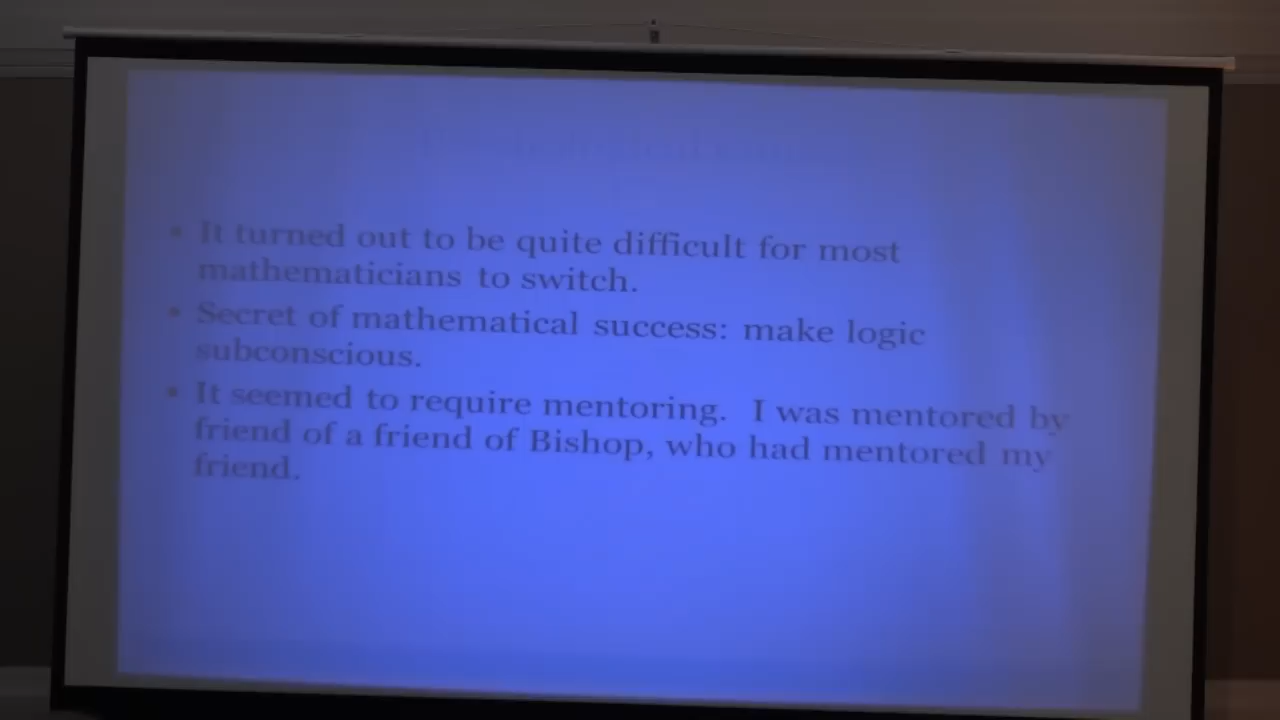 • It turned out to be quite difficult for most
mathematicians to switch.
• Secret of mathematical success: make logic
subconscious.
• It seemed to require mentoring. I was mentored by
friend of a friend of Bishop, who had mentored my
friend.